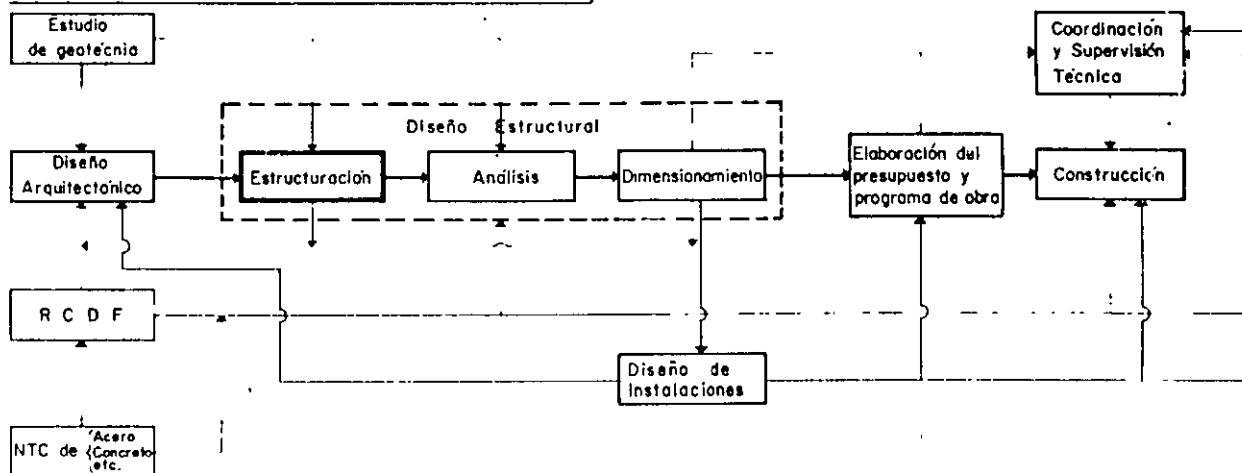 Estudio
de geotécnia
Coordinación
y Supervisión
Técnica
Diseño Estructural
Diseño
Arquitectónico
Estructuración
Análisis
Dimensionamiento
Elaboración del
presupuesto y
programa de obra
Construcción
R C D F
Diseño de
Instalaciones
NTC de { Acero
Concreto
etc.